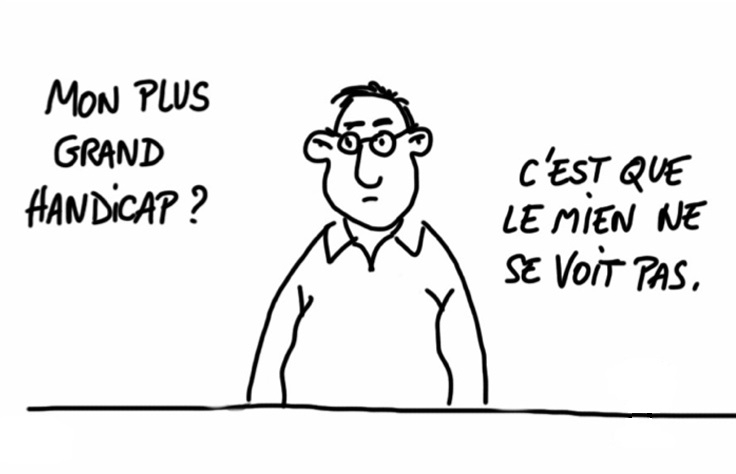 MON PLUS
GRAND
HANDiCAP ?
C'EST QUE
LE MiEN NE
SE VOiT PAS.